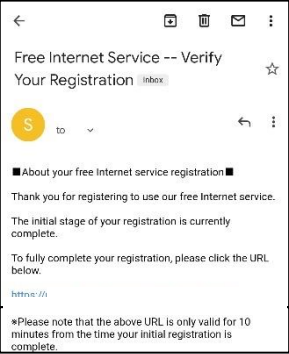 Free Internet Service -- Verify
Your Registration Inbox
S
to
■About your free Internet service registration■
Thank you for registering to use our free Internet service.
The initial stage of your registration is currently
complete.
To fully complete your registration, please click the URL
below.
https://
※Please note that the above URL is only valid for 10
minutes from the time your initial registration is
complete.